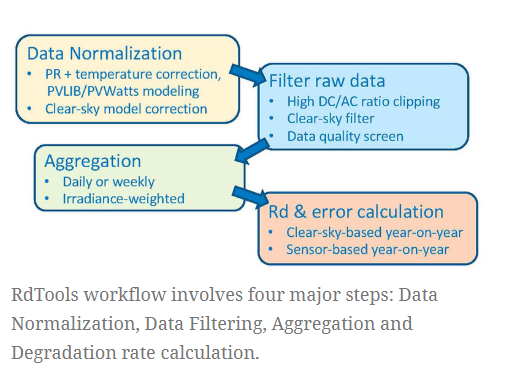 Data Normalization
• PR + temperature correction,
PVLIB/PVWatts modeling
• Clear-sky model correction
Filter raw data
• High DC/AC ratio clipping
• Clear-sky filter
• Data quality screen
Aggregation
• Daily or weekly
• Irradiance-weighted
Rd & error calculation
• Clear-sky-based year-on-year
• Sensor-based year-on-year
RdTools workflow involves four major steps: Data
Normalization, Data Filtering, Aggregation and
Degradation rate calculation.